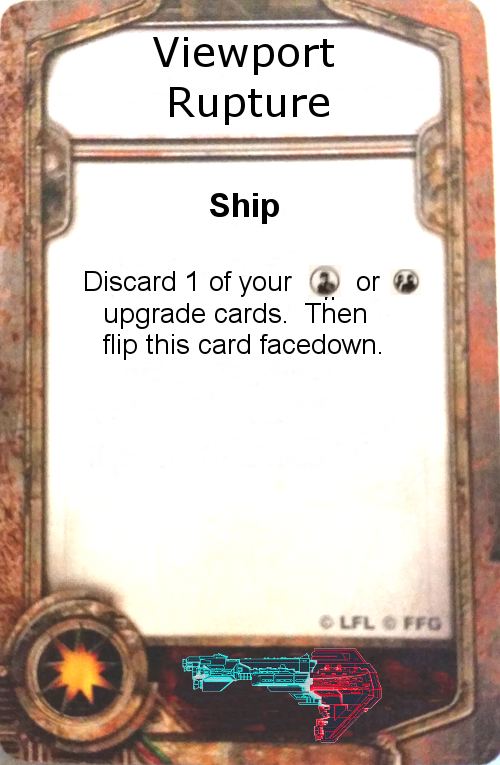 Viewport
Rupture
Ship
Discard 1 of your or
upgrade cards. Then
flip this card facedown.
© LFL © FFG